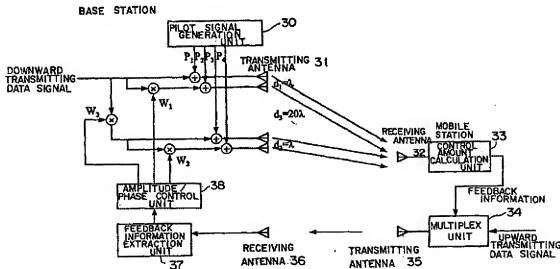 BASE STATION
PILOT SIGNAL
GENERATION
UNIT
30
P₁ P₂ P₃ P₄
TRANSMITTING
ANTENNA
31
DOWNWARD
TRANSMITTING
DATA SIGNAL
W₁
d₁=λ
d₃=20λ
W₃
W₂
d₂=λ
RECEIVING
ANTENNA
32
MOBILE
STATION
33
CONTROL
AMOUNT
CALCULATION
UNIT
AMPLITUDE/
PHASE CONTROL
UNIT
38
FEEDBACK
INFORMATION
34
FEEDBACK
INFORMATION
EXTRACTION
UNIT
37
RECEIVING
ANTENNA 36
TRANSMITTING
ANTENNA 35
MULTIPLEX
UNIT
UPWARD
TRANSMITTING
DATA SIGNAL